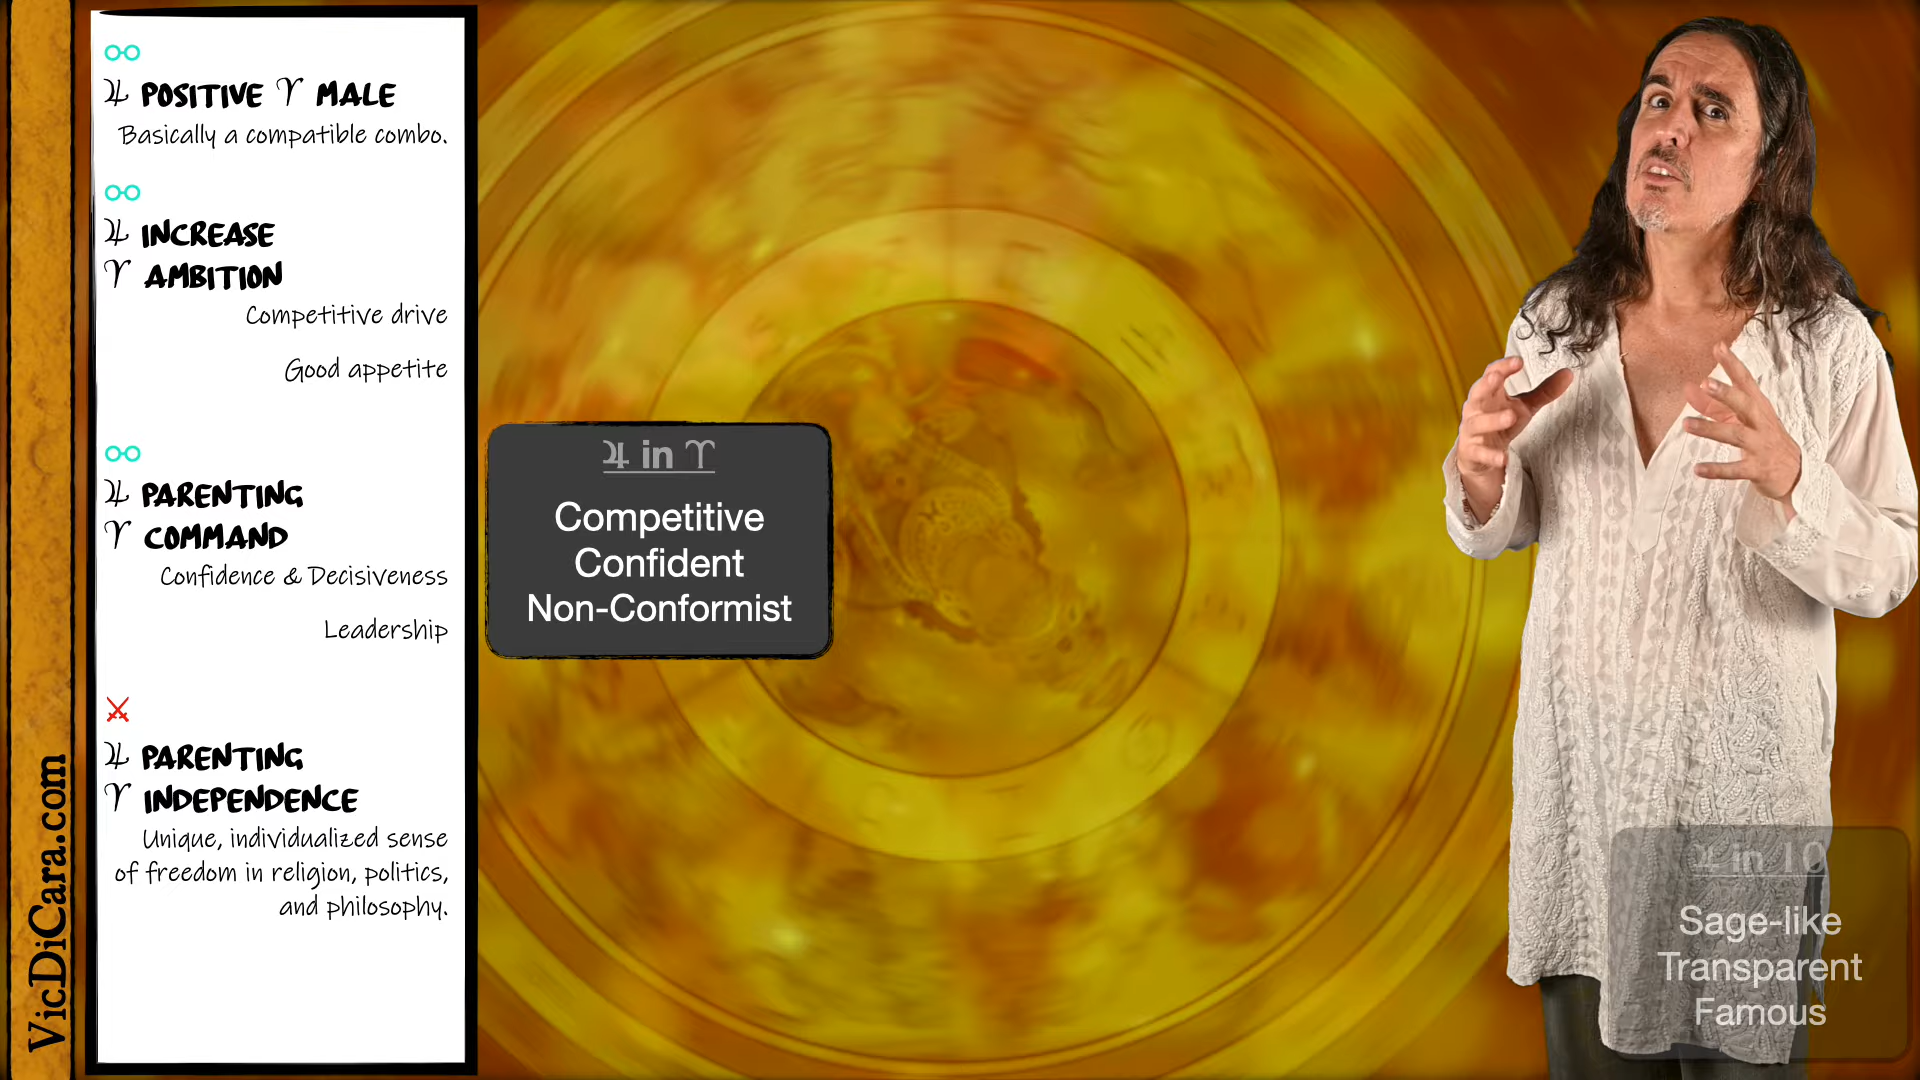 ♃ POSITIVE ♈ MALE
Basically a compatible combo.
♃ INCREASE
♈ AMBITION
Competitive drive
Good appetite
♃ PARENTING
♈ COMMAND
Confidence & Decisiveness
Leadership
♃ PARENTING
♈ INDEPENDENCE
Unique, individualized sense
of freedom in religion, politics,
and philosophy.
VicDiCara.com
♃ in ♈
Competitive
Confident
Non-Conformist
♃ in 10
Sage-like
Transparent
Famous